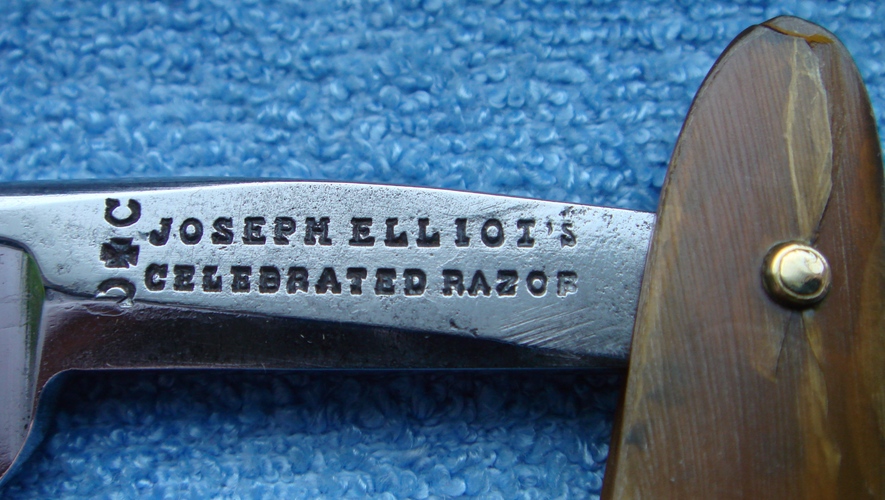 C ✠ C
JOSEPH ELLIOT'S
CELEBRATED RAZOR